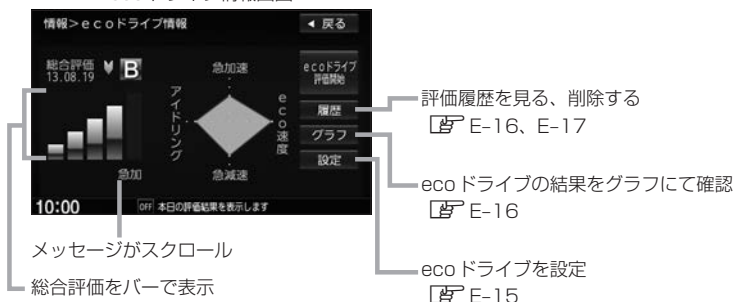 情報>ecoドライブ情報
◀ 戻る
総合評価
13.08.19
B
急加速
アイドリング
eco速度
急減速
ecoドライブ
評価開始
履歴
グラフ
設定
急加
10:00
OFF 本日の評価結果を表示します
評価履歴を見る、削除する
E-16、E-17
ecoドライブの結果をグラフにて確認
E-16
ecoドライブを設定
E-15
メッセージがスクロール
総合評価をバーで表示